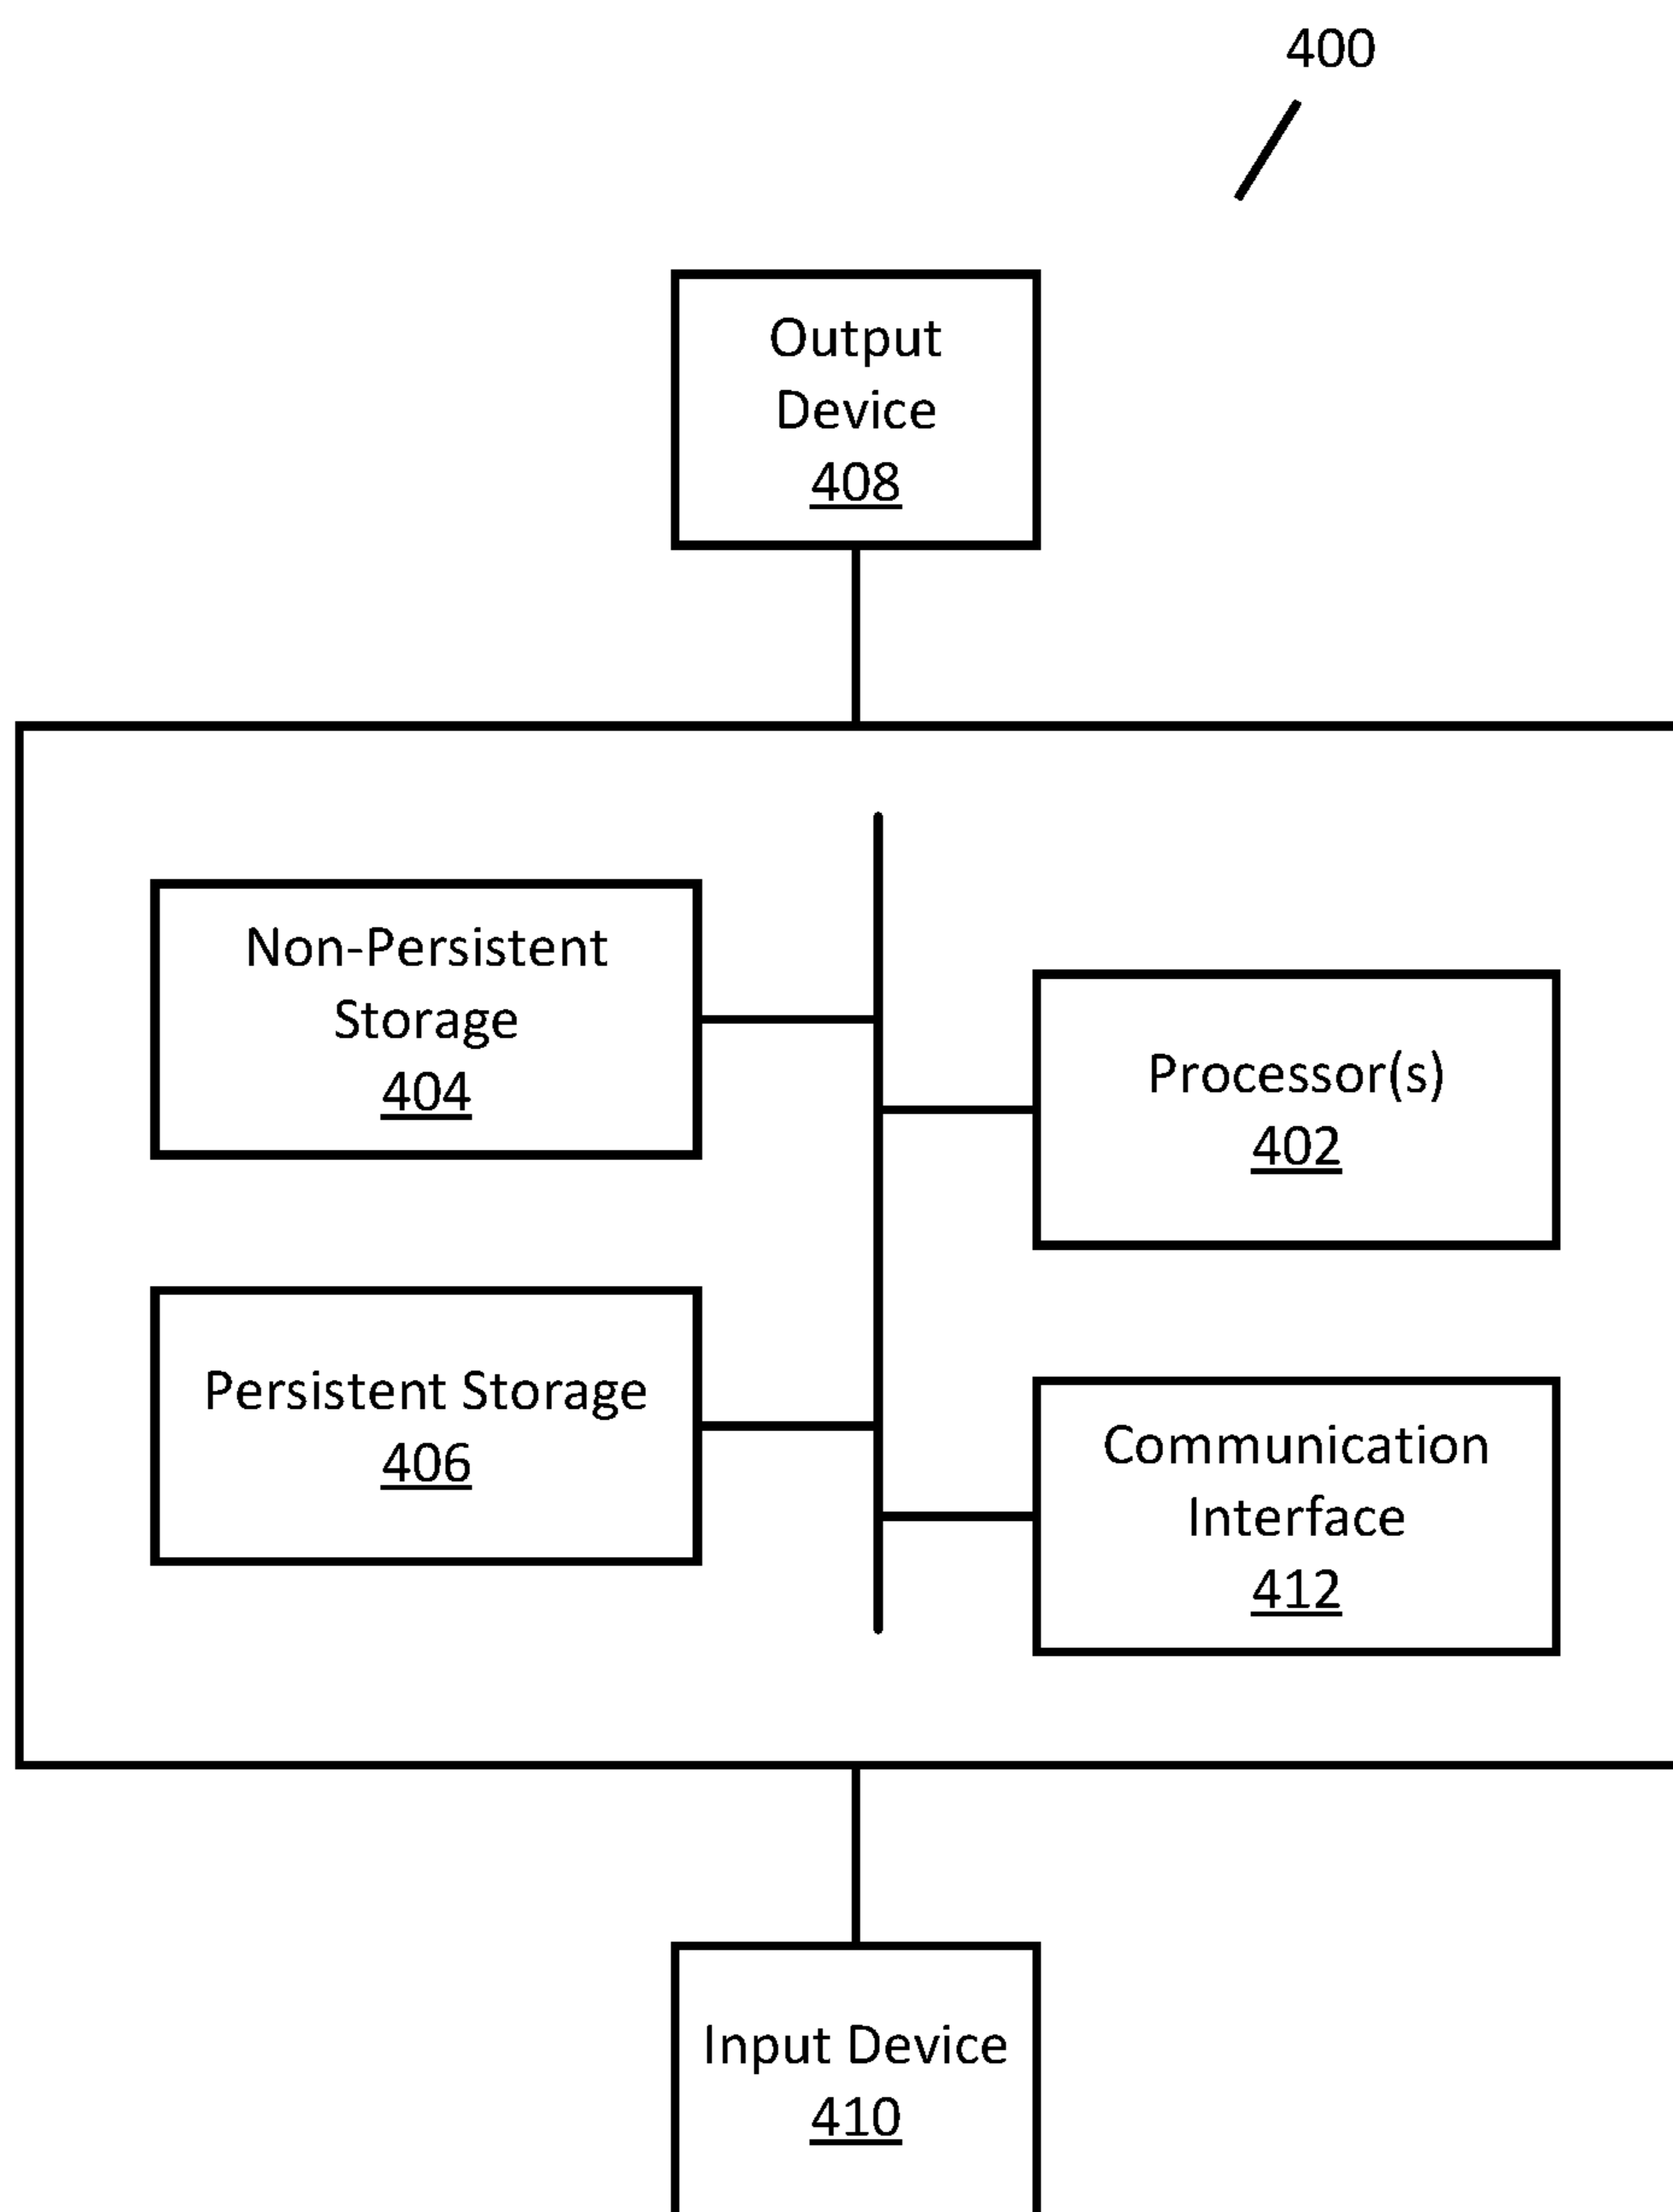 400
Output
Device
408
Non-Persistent
Storage
404
Processor(s)
402
Persistent Storage
406
Communication
Interface
412
Input Device
410